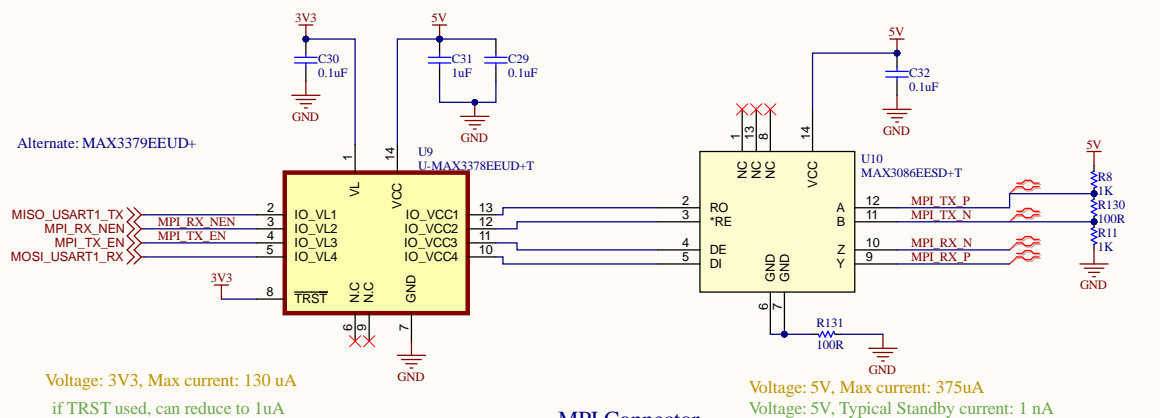 3V3
5V
5V
C30
0.1uF
C31
1uF
C29
0.1uF
C32
0.1uF
GND
GND
GND
Alternate: MAX3379EEUD+
U9
U-MAX3378EEUD+T
U10
MAX3086EESD+T
5V
1
14
VL
VCC
1
13
8
14
NC
NC
NC
VCC
R8
1K
R130
100R
R11
1K
GND
MISO_USART1_TX
2
IO_VL1
IO_VCC1
13
2
RO
A
12
MPI_TX_P
MPI_RX_NEN
MPI_RX_NEN
3
IO_VL2
IO_VCC2
12
3
*RE
B
11
MPI_TX_N
MPI_TX_EN
MPI_TX_EN
4
IO_VL3
IO_VCC3
11
4
DE
Z
10
MPI_RX_N
MOSI_USART1_RX
5
IO_VL4
IO_VCC4
10
5
DI
Y
9
MPI_RX_P
3V3
8
TRST
N.C
N.C
GND
6
9
7
GND
GND
GND
6
7
R131
100R
GND
Voltage: 3V3, Max current: 130 uA
if TRST used, can reduce to 1uA
Voltage: 5V, Max current: 375uA
Voltage: 5V, Typical Standby current: 1 nA
MPI Connector